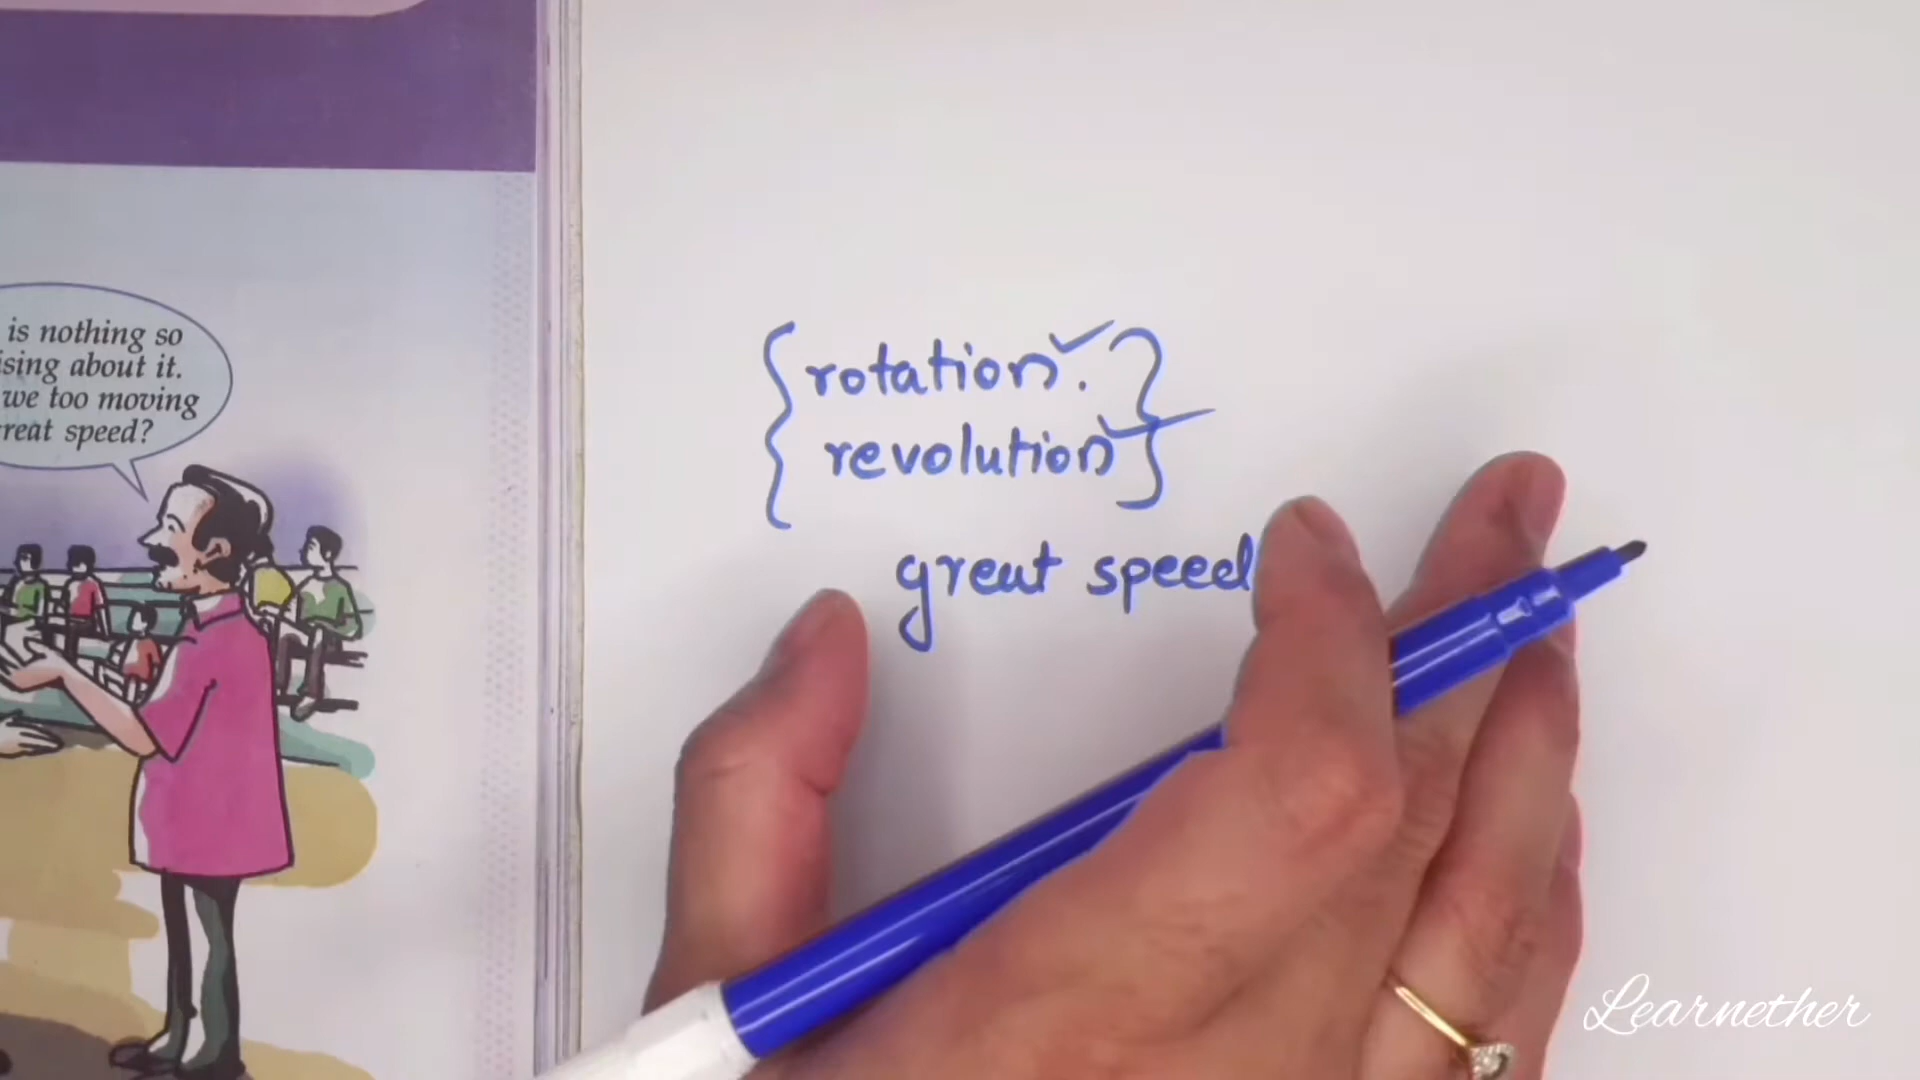 is nothing so
ising about it.
we too moving
reat speed?
rotation.
revolution
great speed
Learnether